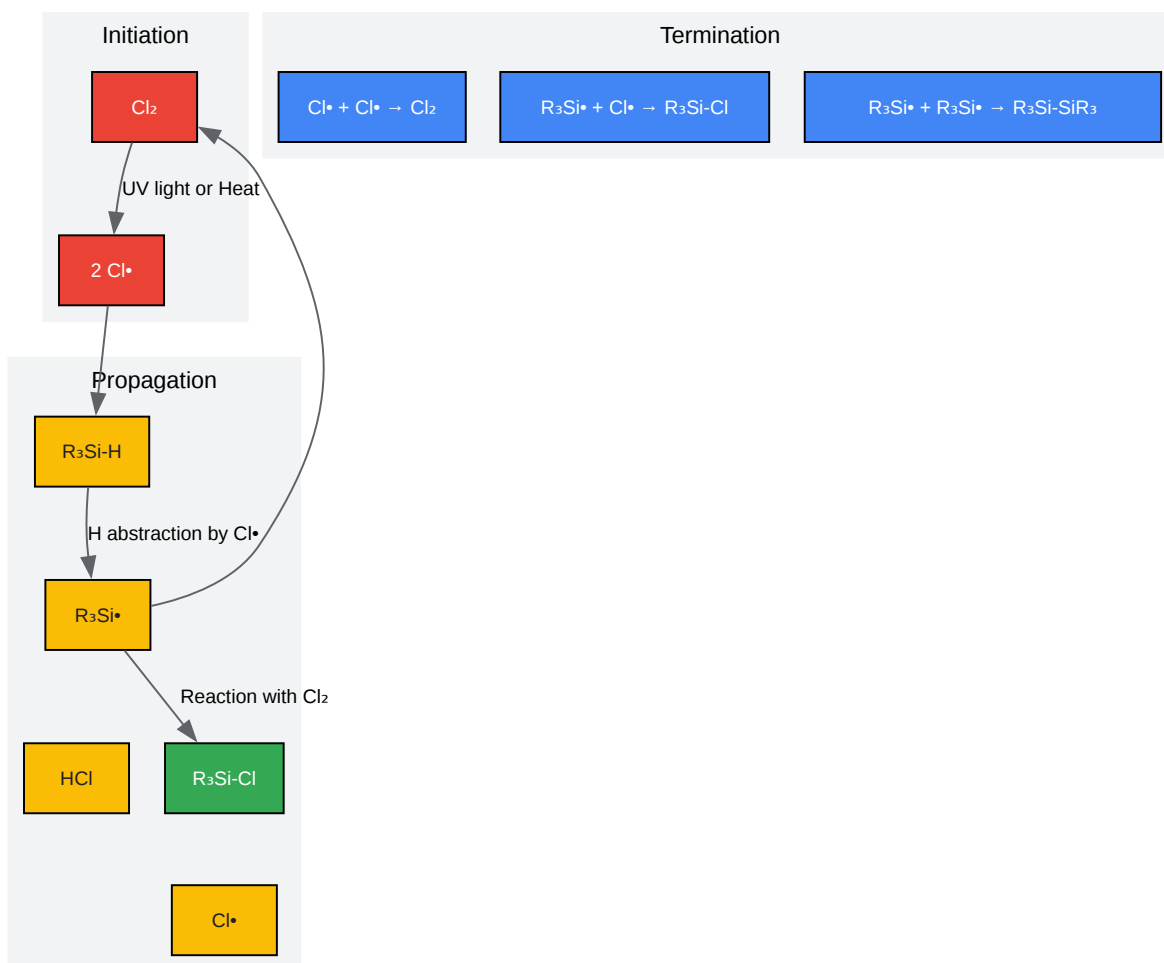 Initiation
Cl₂
UV light or Heat
2 Cl•
Termination
Cl• + Cl• → Cl₂
R₃Si• + Cl• → R₃Si-Cl
R₃Si• + R₃Si• → R₃Si-SiR₃
Propagation
R₃Si-H
H abstraction by Cl•
R₃Si•
Reaction with Cl₂
HCl
R₃Si-Cl
Cl•